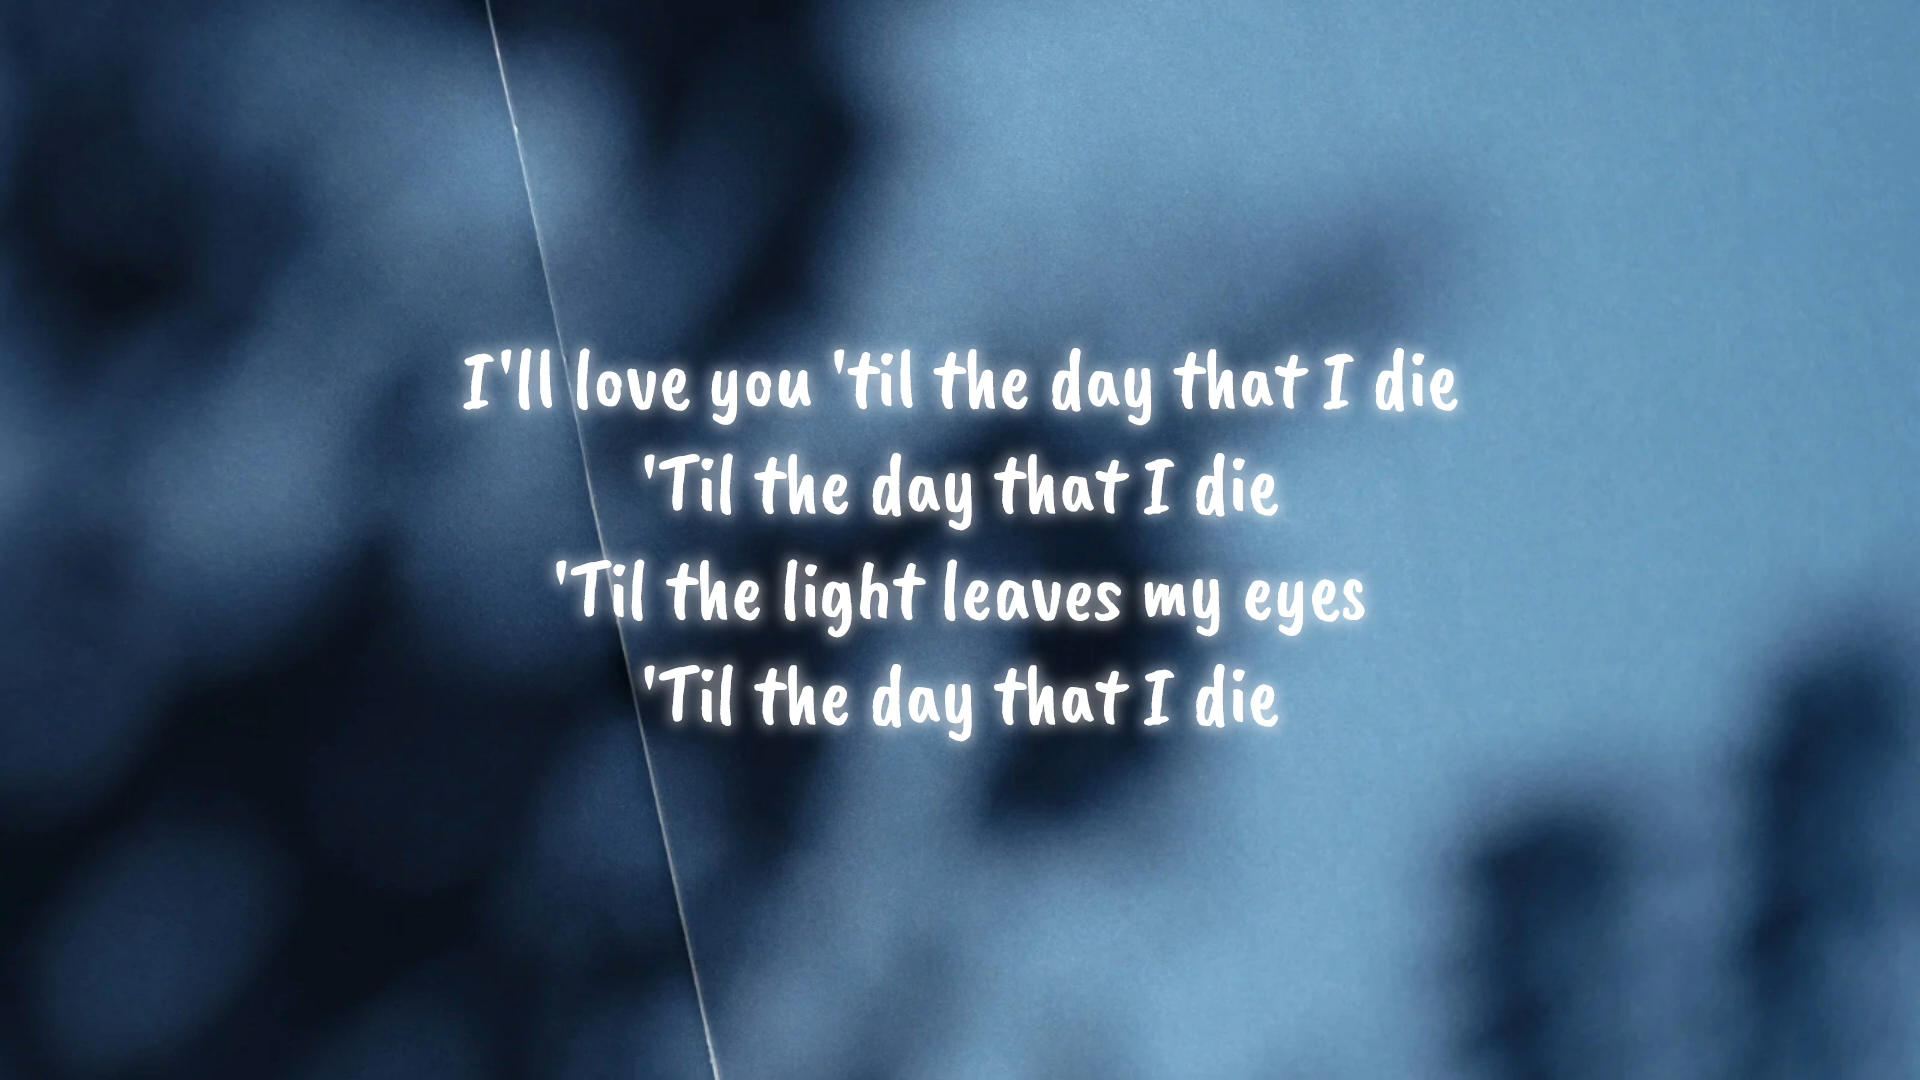 I'll love you 'til the day that I die
'Til the day that I die
'Til the light leaves my eyes
'Til the day that I die